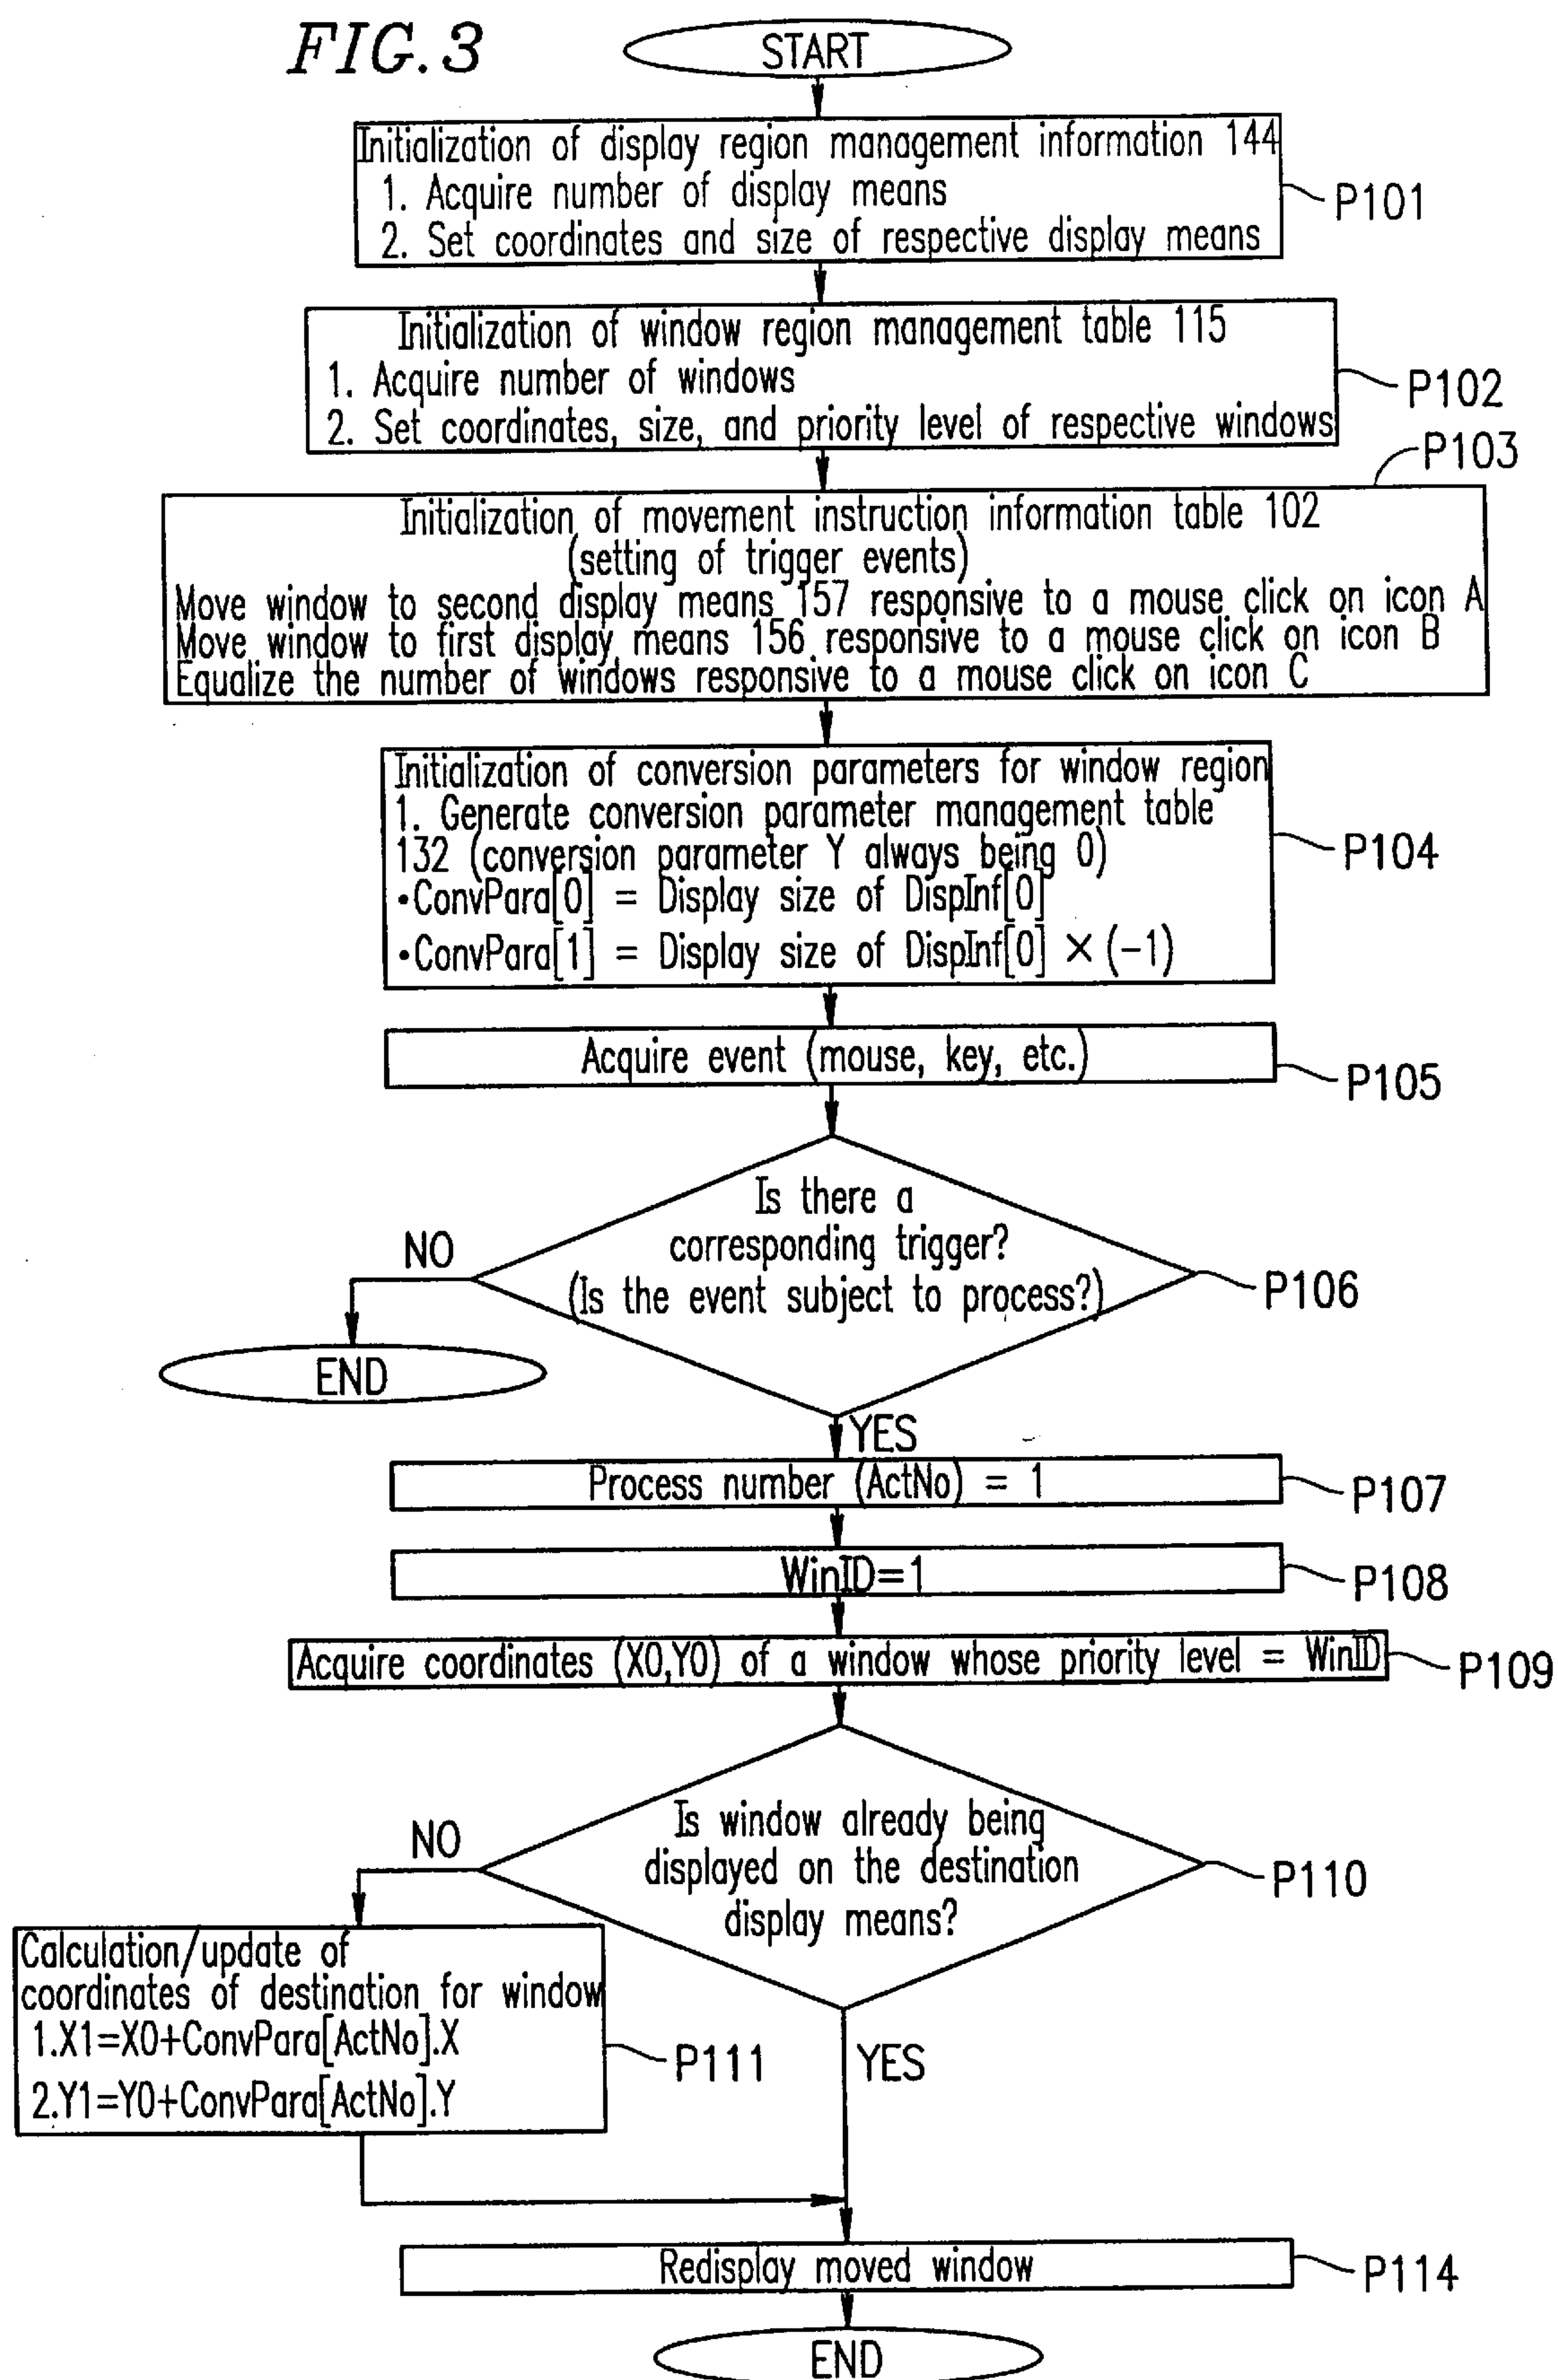 FIG. 3
START
Initialization of display region management information 144
1. Acquire number of display means
2. Set coordinates and size of respective display means
P101
Initialization of window region management table 115
1. Acquire number of windows
2. Set coordinates, size, and priority level of respective windows
P102
P103
Initialization of movement instruction information table 102
(setting of trigger events)
Move window to second display means 157 responsive to a mouse click on icon A
Move window to first display means 156 responsive to a mouse click on icon B
Equalize the number of windows responsive to a mouse click on icon C
Initialization of conversion parameters for window region
1. Generate conversion parameter management table
132 (conversion parameter Y always being 0)
•ConvPara[0] = Display size of DispInf[0]
•ConvPara[1] = Display size of DispInf[0] × (-1)
P104
Acquire event (mouse, key, etc.)
P105
Is there a
corresponding trigger?
(Is the event subject to process?)
P106
NO
END
YES
Process number (ActNo) = 1
P107
WinID=1
P108
Acquire coordinates (X0,Y0) of a window whose priority level = WinID
P109
Is window already being
displayed on the destination
display means?
P110
NO
Calculation/update of
coordinates of destination for window
1.X1=X0+ConvPara[ActNo].X
2.Y1=Y0+ConvPara[ActNo].Y
P111
YES
Redisplay moved window
P114
END